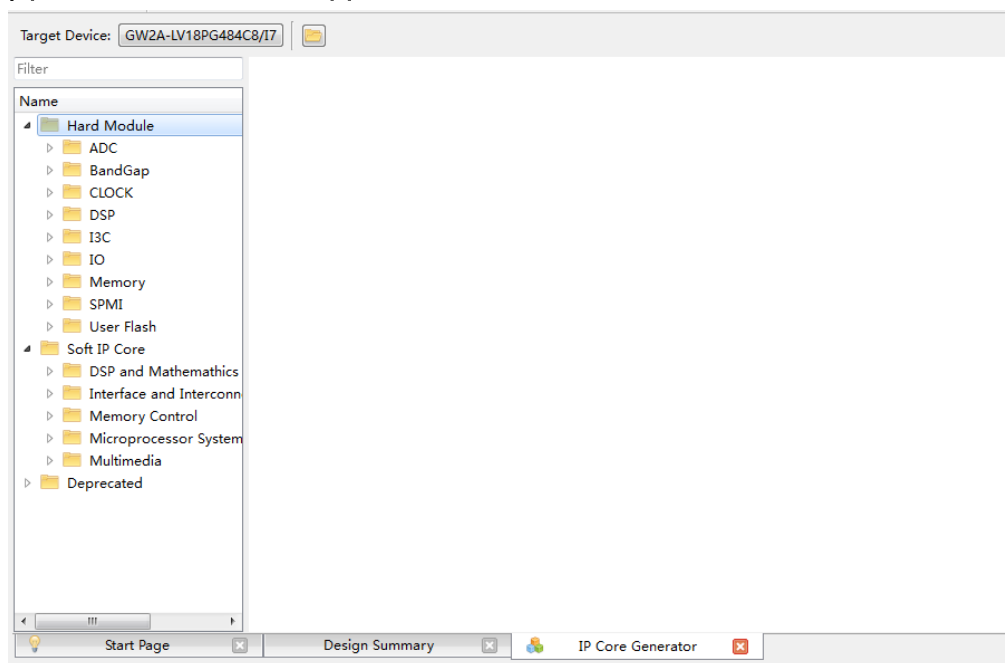 Target Device: GW2A-LV18PG484C8/I7
Filter
Name
Hard Module
ADC
BandGap
CLOCK
DSP
I3C
IO
Memory
SPMI
User Flash
Soft IP Core
DSP and Mathemathics
Interface and Interconn
Memory Control
Microprocessor System
Multimedia
Deprecated
Start Page Design Summary IP Core Generator